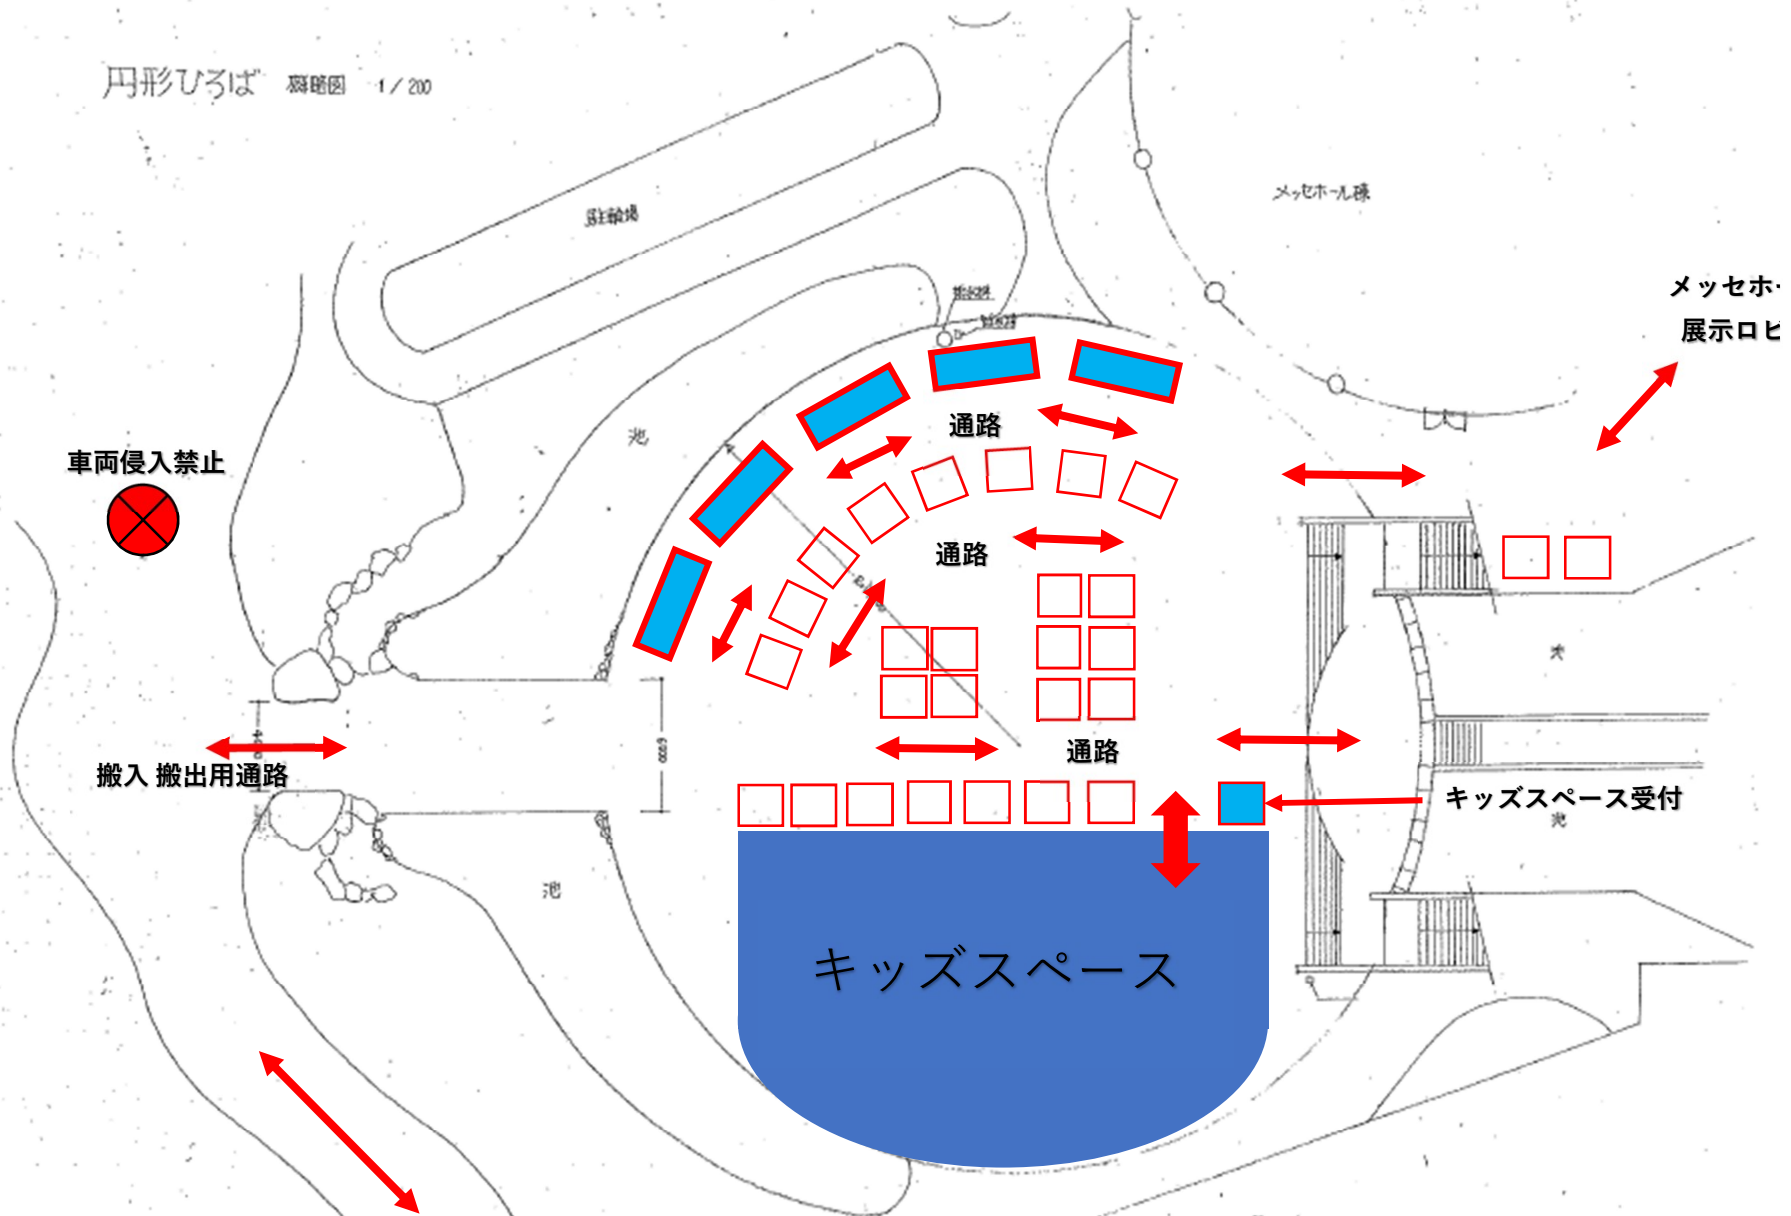 円形ひろば 概略図 1/200
駐輪場
メッセホール棟
メッセホー
展示ロビ
池
車両侵入禁止
通路
通路
通路
搬入 搬出用通路
キッズスペース受付
池
池
キッズスペース